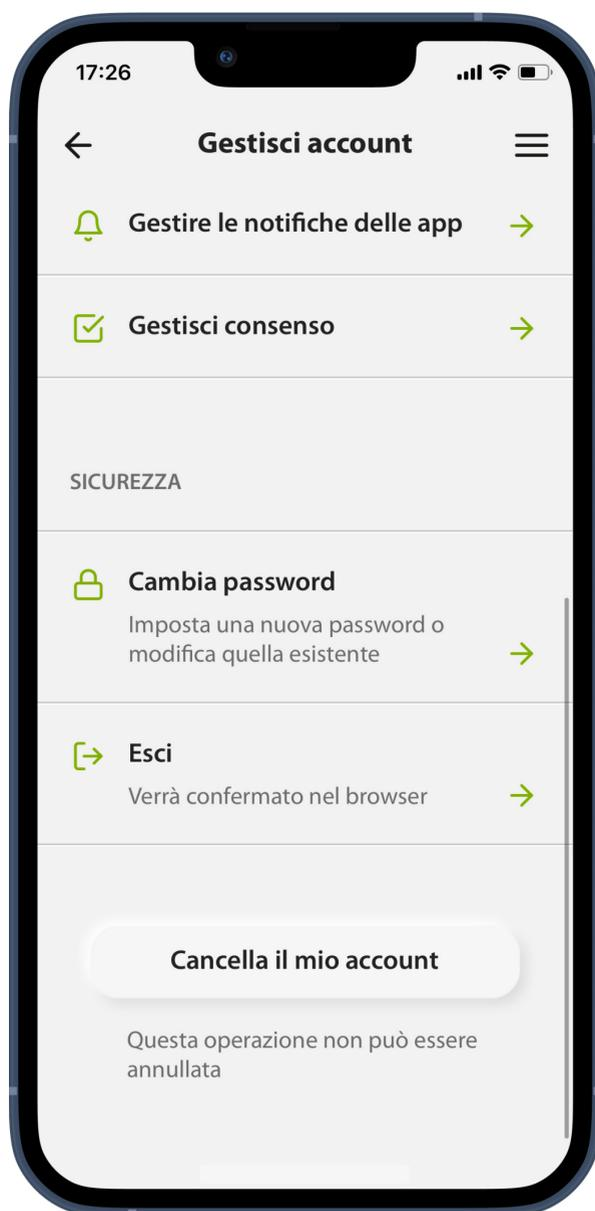 17:26
Gestisci account
Gestire le notifiche delle app
Gestisci consenso
SICUREZZA
Cambia password
Imposta una nuova password o
modifica quella esistente
Esci
Verrà confermato nel browser
Cancella il mio account
Questa operazione non può essere
annullata